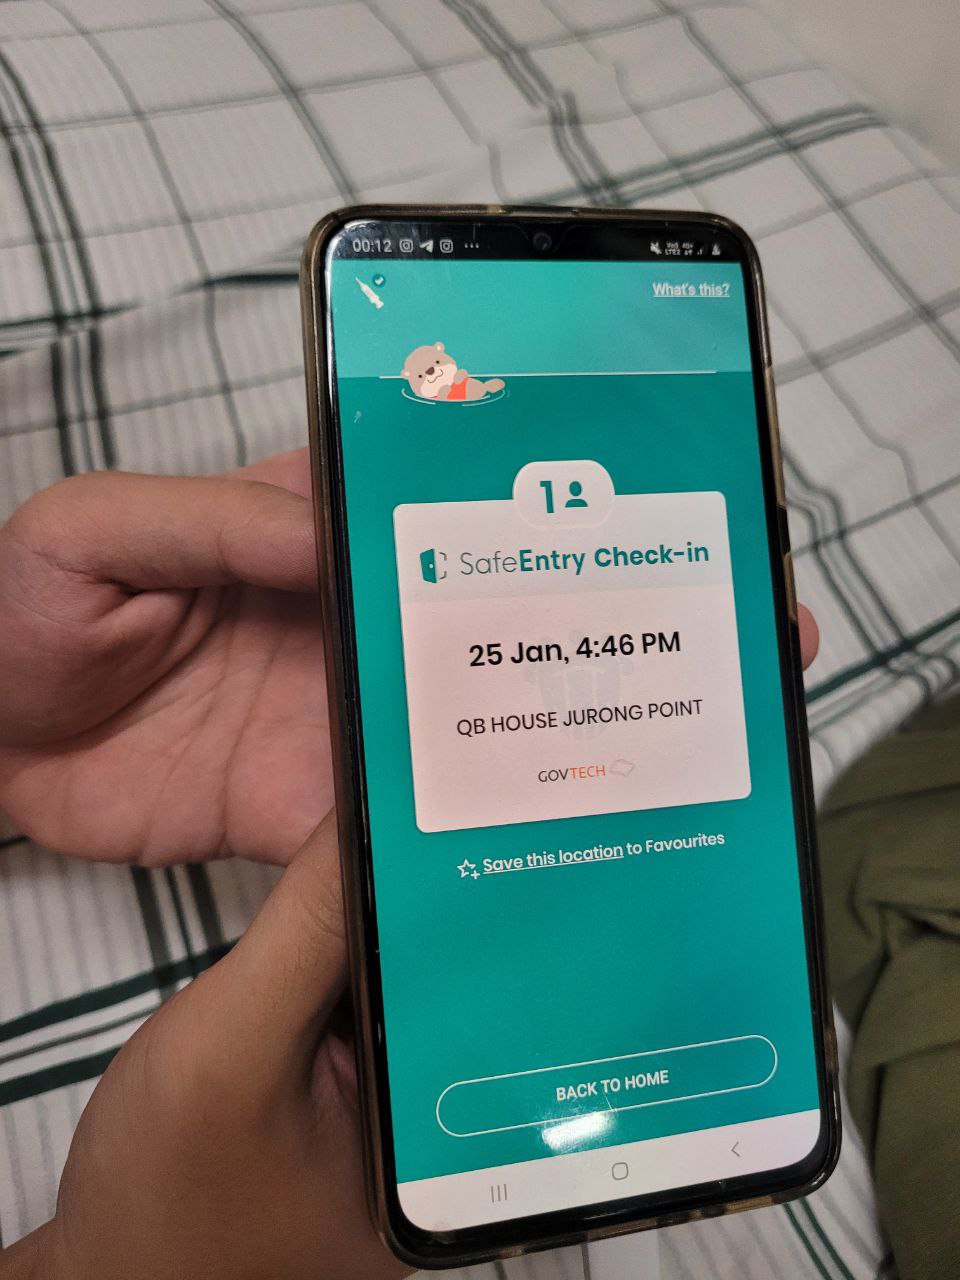 00:12
What's this?
1
SafeEntry Check-in
25 Jan, 4:46 PM
QB HOUSE JURONG POINT
GOVTECH
Save this location to Favourites
BACK TO HOME